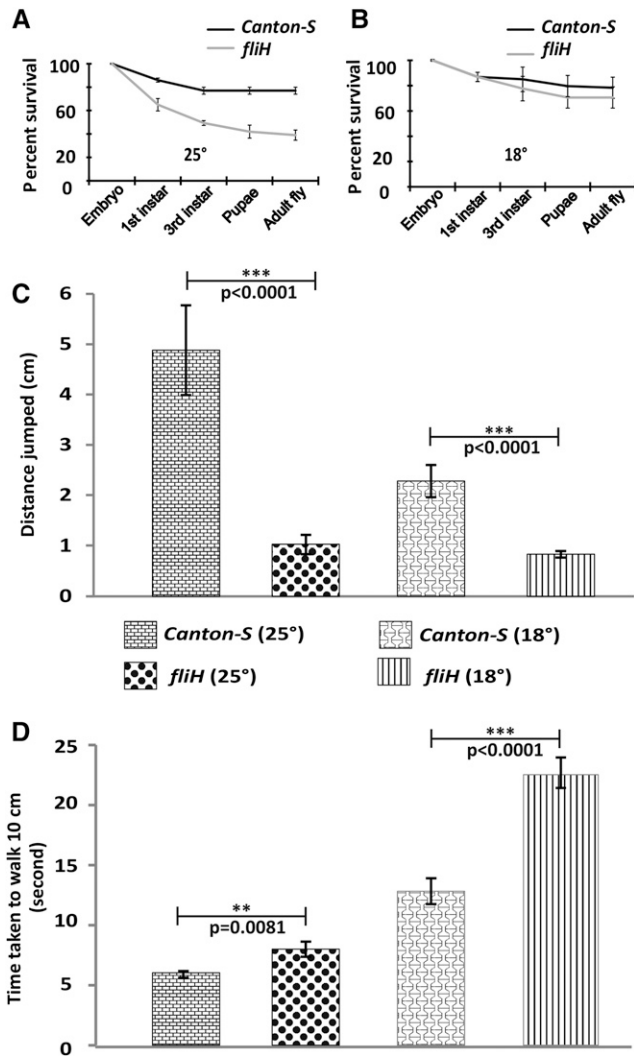 A
Canton-S
fliH
Percent survival
100
60
20
0
25°
Embryo
1st instar
3rd instar
Pupae
Adult fly
B
Canton-S
fliH
Percent survival
100
60
20
0
18°
Embryo
1st instar
3rd instar
Pupae
Adult fly
C
Distance jumped (cm)
6
5
4
3
2
1
0
***
p<0.0001
***
p<0.0001
Canton-S (25°)
Canton-S (18°)
fliH (25°)
fliH (18°)
D
Time taken to walk 10 cm
(second)
25
20
15
10
5
0
**
p=0.0081
***
p<0.0001